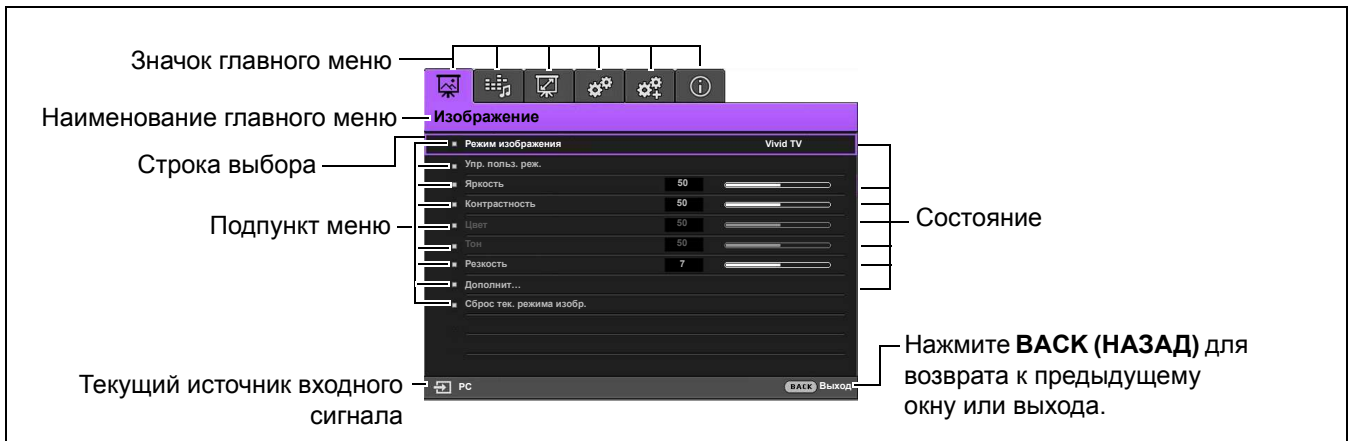 Значок главного меню
Наименование главного меню
Изображение
Строка выбора
Режим изображения Vivid TV
Упр. польз. реж.
Яркость 50
Контрастность 50
Подпункт меню
Цвет 50
Состояние
Тон 50
Резкость 7
Дополнит...
Сброс тек. режима изобр.
Текущий источник входного
сигнала
PC
BACK Выход
Нажмите BACK (НАЗАД) для
возврата к предыдущему
окну или выхода.